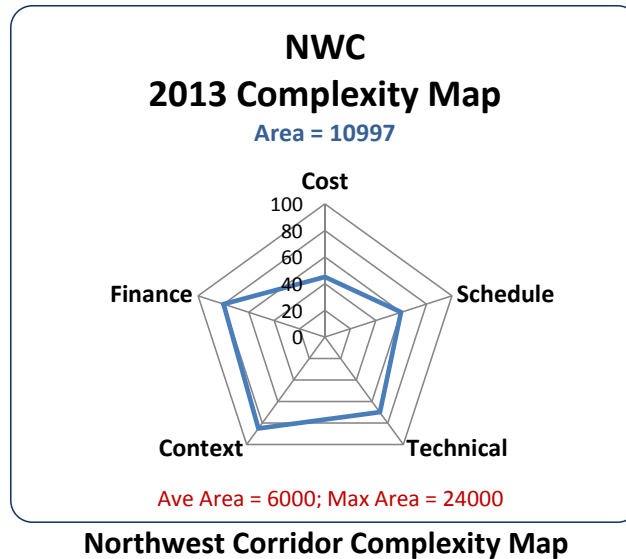 NWC
2013 Complexity Map
Area = 10997
Cost
100
80
60
40
20
0
Finance
Schedule
Context
Technical
Ave Area = 6000; Max Area = 24000
Northwest Corridor Complexity Map